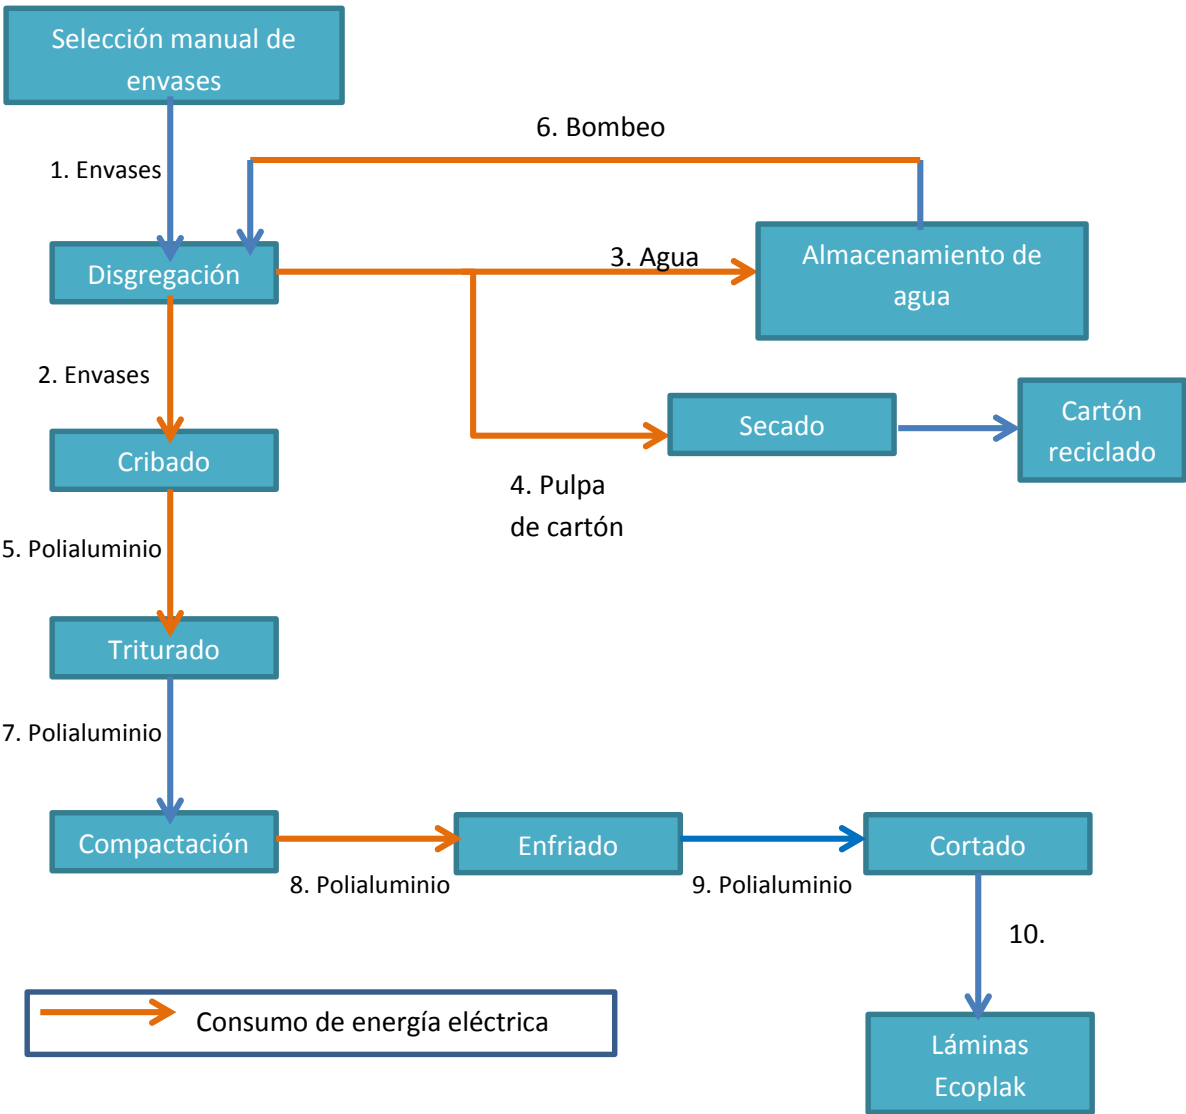 Selección manual de
envases
6. Bombeo
1. Envases
Disgregación
3. Agua
Almacenamiento de
agua
2. Envases
Secado
Cartón
reciclado
Cribado
4. Pulpa
de cartón
5. Polialuminio
Triturado
7. Polialuminio
Compactación
Enfriado
Cortado
8. Polialuminio
9. Polialuminio
10.
Consumo de energía eléctrica
Láminas
Ecoplak